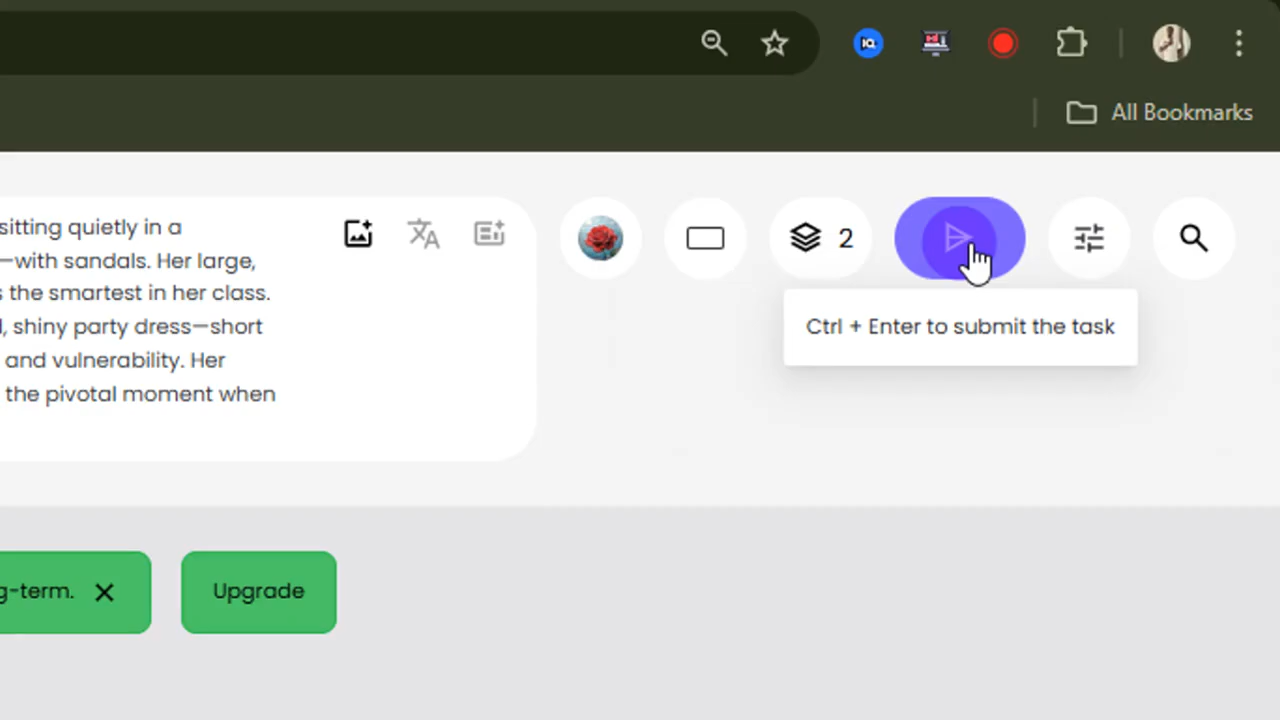 All Bookmarks
sitting quietly in a
—with sandals. Her large,
s the smartest in her class.
, shiny party dress—short
and vulnerability. Her
the pivotal moment when
2
Ctrl + Enter to submit the task
g-term.
Upgrade